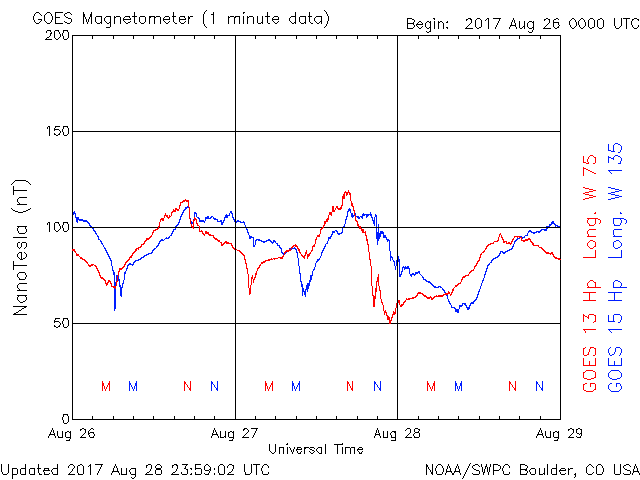 GOES Magnetometer (1 minute data)
Begin: 2017 Aug 26 0000 UTC
200
150
100
50
0
NanoTesla (nT)
M M N N M M N N M M N N
Aug 26 Aug 27 Aug 28 Aug 29
Universal Time
GOES 13 Hp Long. W 75
GOES 15 Hp Long. W 135
Updated 2017 Aug 28 23:59:02 UTC
NOAA/SWPC Boulder, CO USA